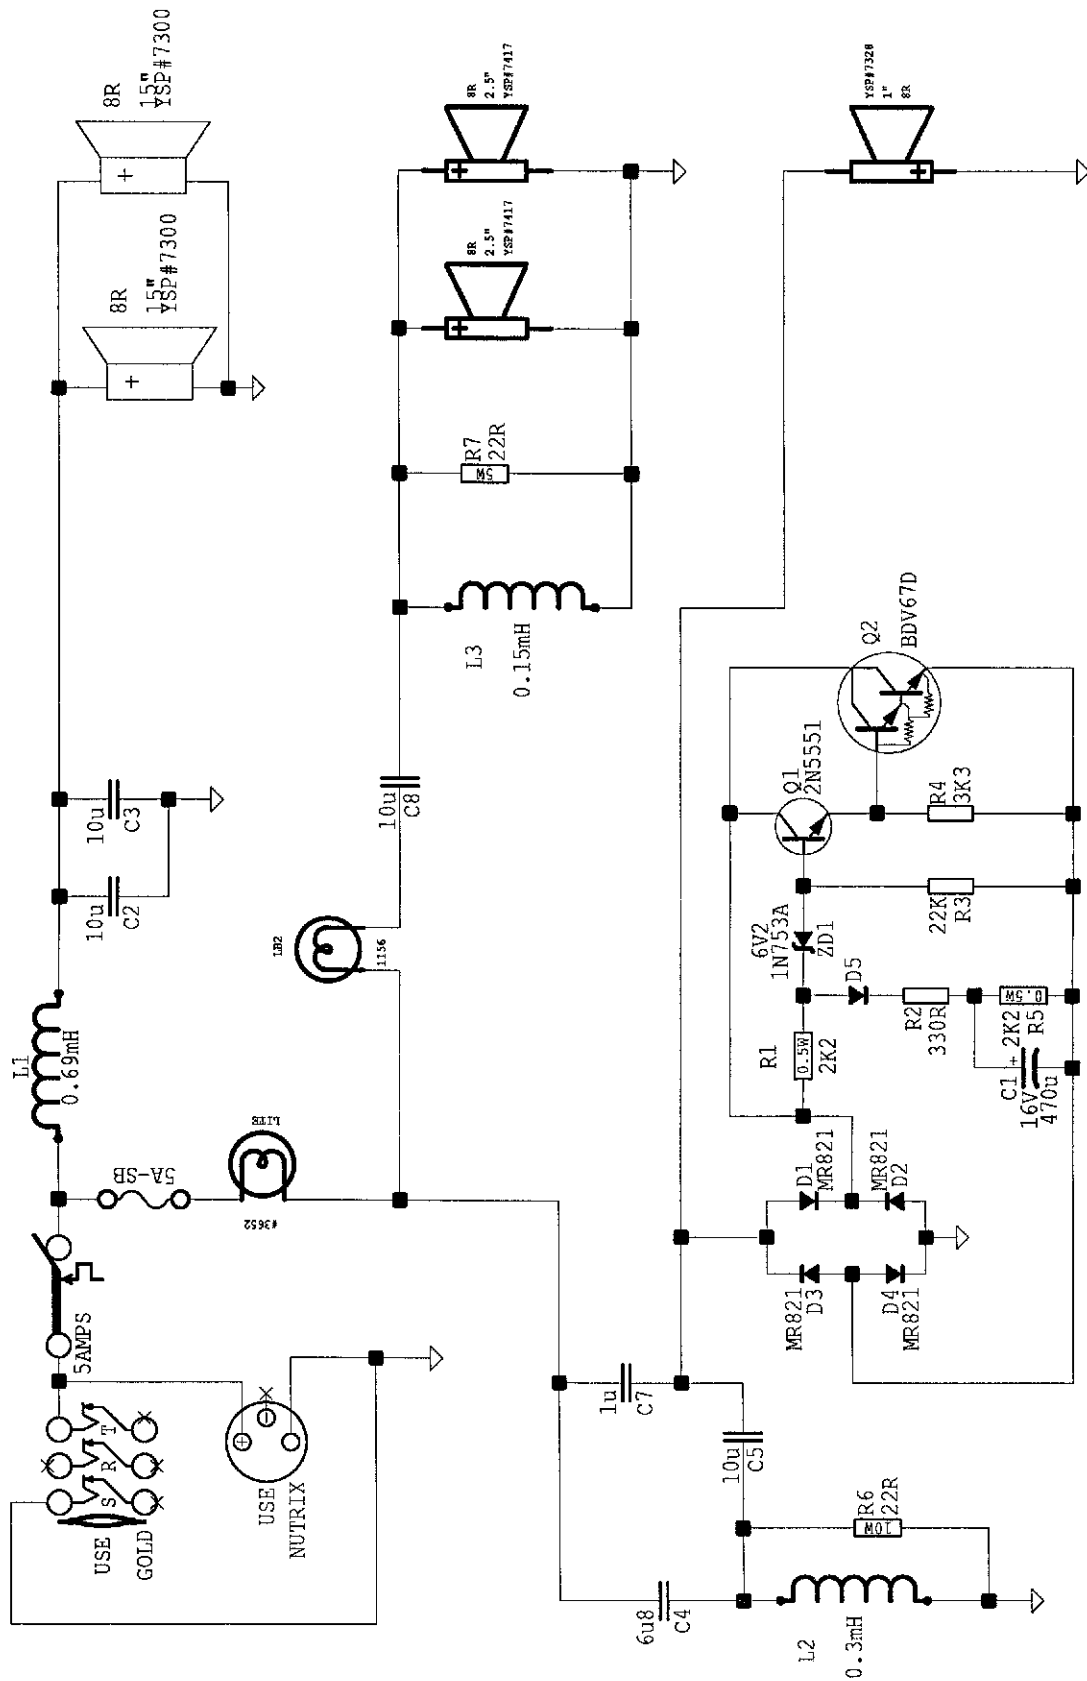 8R
15"
YSP#7300
8R
15"
YSP#7300
8R
2.5"
YSP#7417
8R
2.5"
YSP#7417
YSP#7328
1"
8R
R7
22R
5W
L3
0.15mH
10u
C3
10u
C2
10u
C8
LB2
1156
L1
0.69mH
5A-SB
LITE
#3652
5AMPS
T
R
S
USE
GOLD
USE
NUTRIX
1u
C7
10u
C5
6u8
C4
10W
R6
22R
L2
0.3mH
Q2
BDV67D
Q1
2N5551
R4
3K3
22K
R3
6V2
1N753A
ZD1
D5
R1
0.5W
2K2
R2
330R
0.5W
2K2
R5
C1
16V
470u
D1
MR821
MR821
D2
MR821
D3
D4
MR821